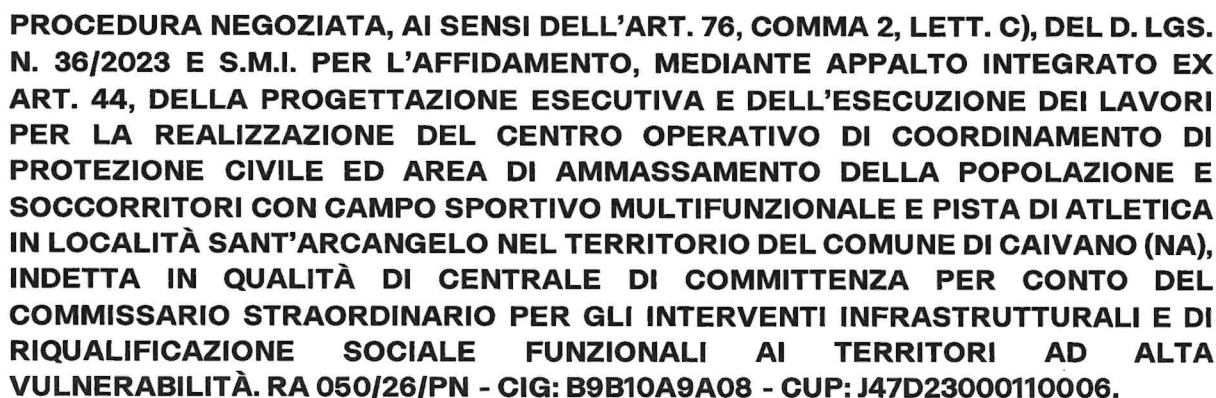 PROCEDURA NEGOZIATA, AI SENSI DELL'ART. 76, COMMA 2, LETT. C), DEL D. LGS.
N. 36/2023 E S.M.I. PER L'AFFIDAMENTO, MEDIANTE APPALTO INTEGRATO EX
ART. 44, DELLA PROGETTAZIONE ESECUTIVA E DELL'ESECUZIONE DEI LAVORI
PER LA REALIZZAZIONE DEL CENTRO OPERATIVO DI COORDINAMENTO DI
PROTEZIONE CIVILE ED AREA DI AMMASSAMENTO DELLA POPOLAZIONE E
SOCCORRITORI CON CAMPO SPORTIVO MULTIFUNZIONALE E PISTA DI ATLETICA
IN LOCALITÀ SANT'ARCANGELO NEL TERRITORIO DEL COMUNE DI CAIVANO (NA),
INDETTA IN QUALITÀ DI CENTRALE DI COMMITTENZA PER CONTO DEL
COMMISSARIO STRAORDINARIO PER GLI INTERVENTI INFRASTRUTTURALI E DI
RIQUALIFICAZIONE SOCIALE FUNZIONALI AI TERRITORI AD ALTA
VULNERABILITÀ. RA 050/26/PN - CIG: B9B10A9A08 - CUP: J47D23000110006.